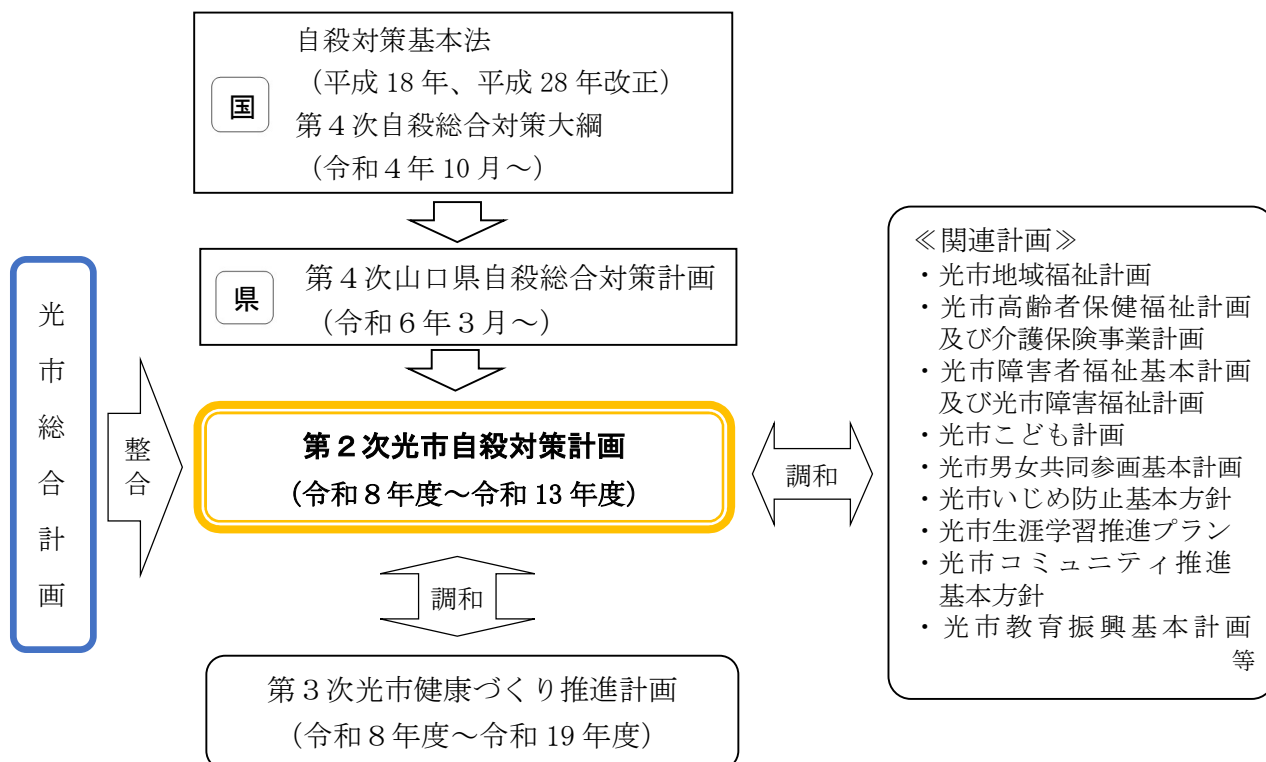 自殺対策基本法
（平成 18 年、平成 28 年改正）
国
第４次自殺総合対策大綱
（令和４年 10 月～）
県
第４次山口県自殺総合対策計画
（令和６年３月～）
光市総合計画
整合
第２次光市自殺対策計画
（令和８年度～令和 13 年度）
調和
≪関連計画≫
・光市地域福祉計画
・光市高齢者保健福祉計画
及び介護保険事業計画
・光市障害者福祉基本計画
及び光市障害福祉計画
・光市こども計画
・光市男女共同参画基本計画
・光市いじめ防止基本方針
・光市生涯学習推進プラン
・光市コミュニティ推進
基本方針
・光市教育振興基本計画
等
調和
第３次光市健康づくり推進計画
（令和８年度～令和 19 年度）